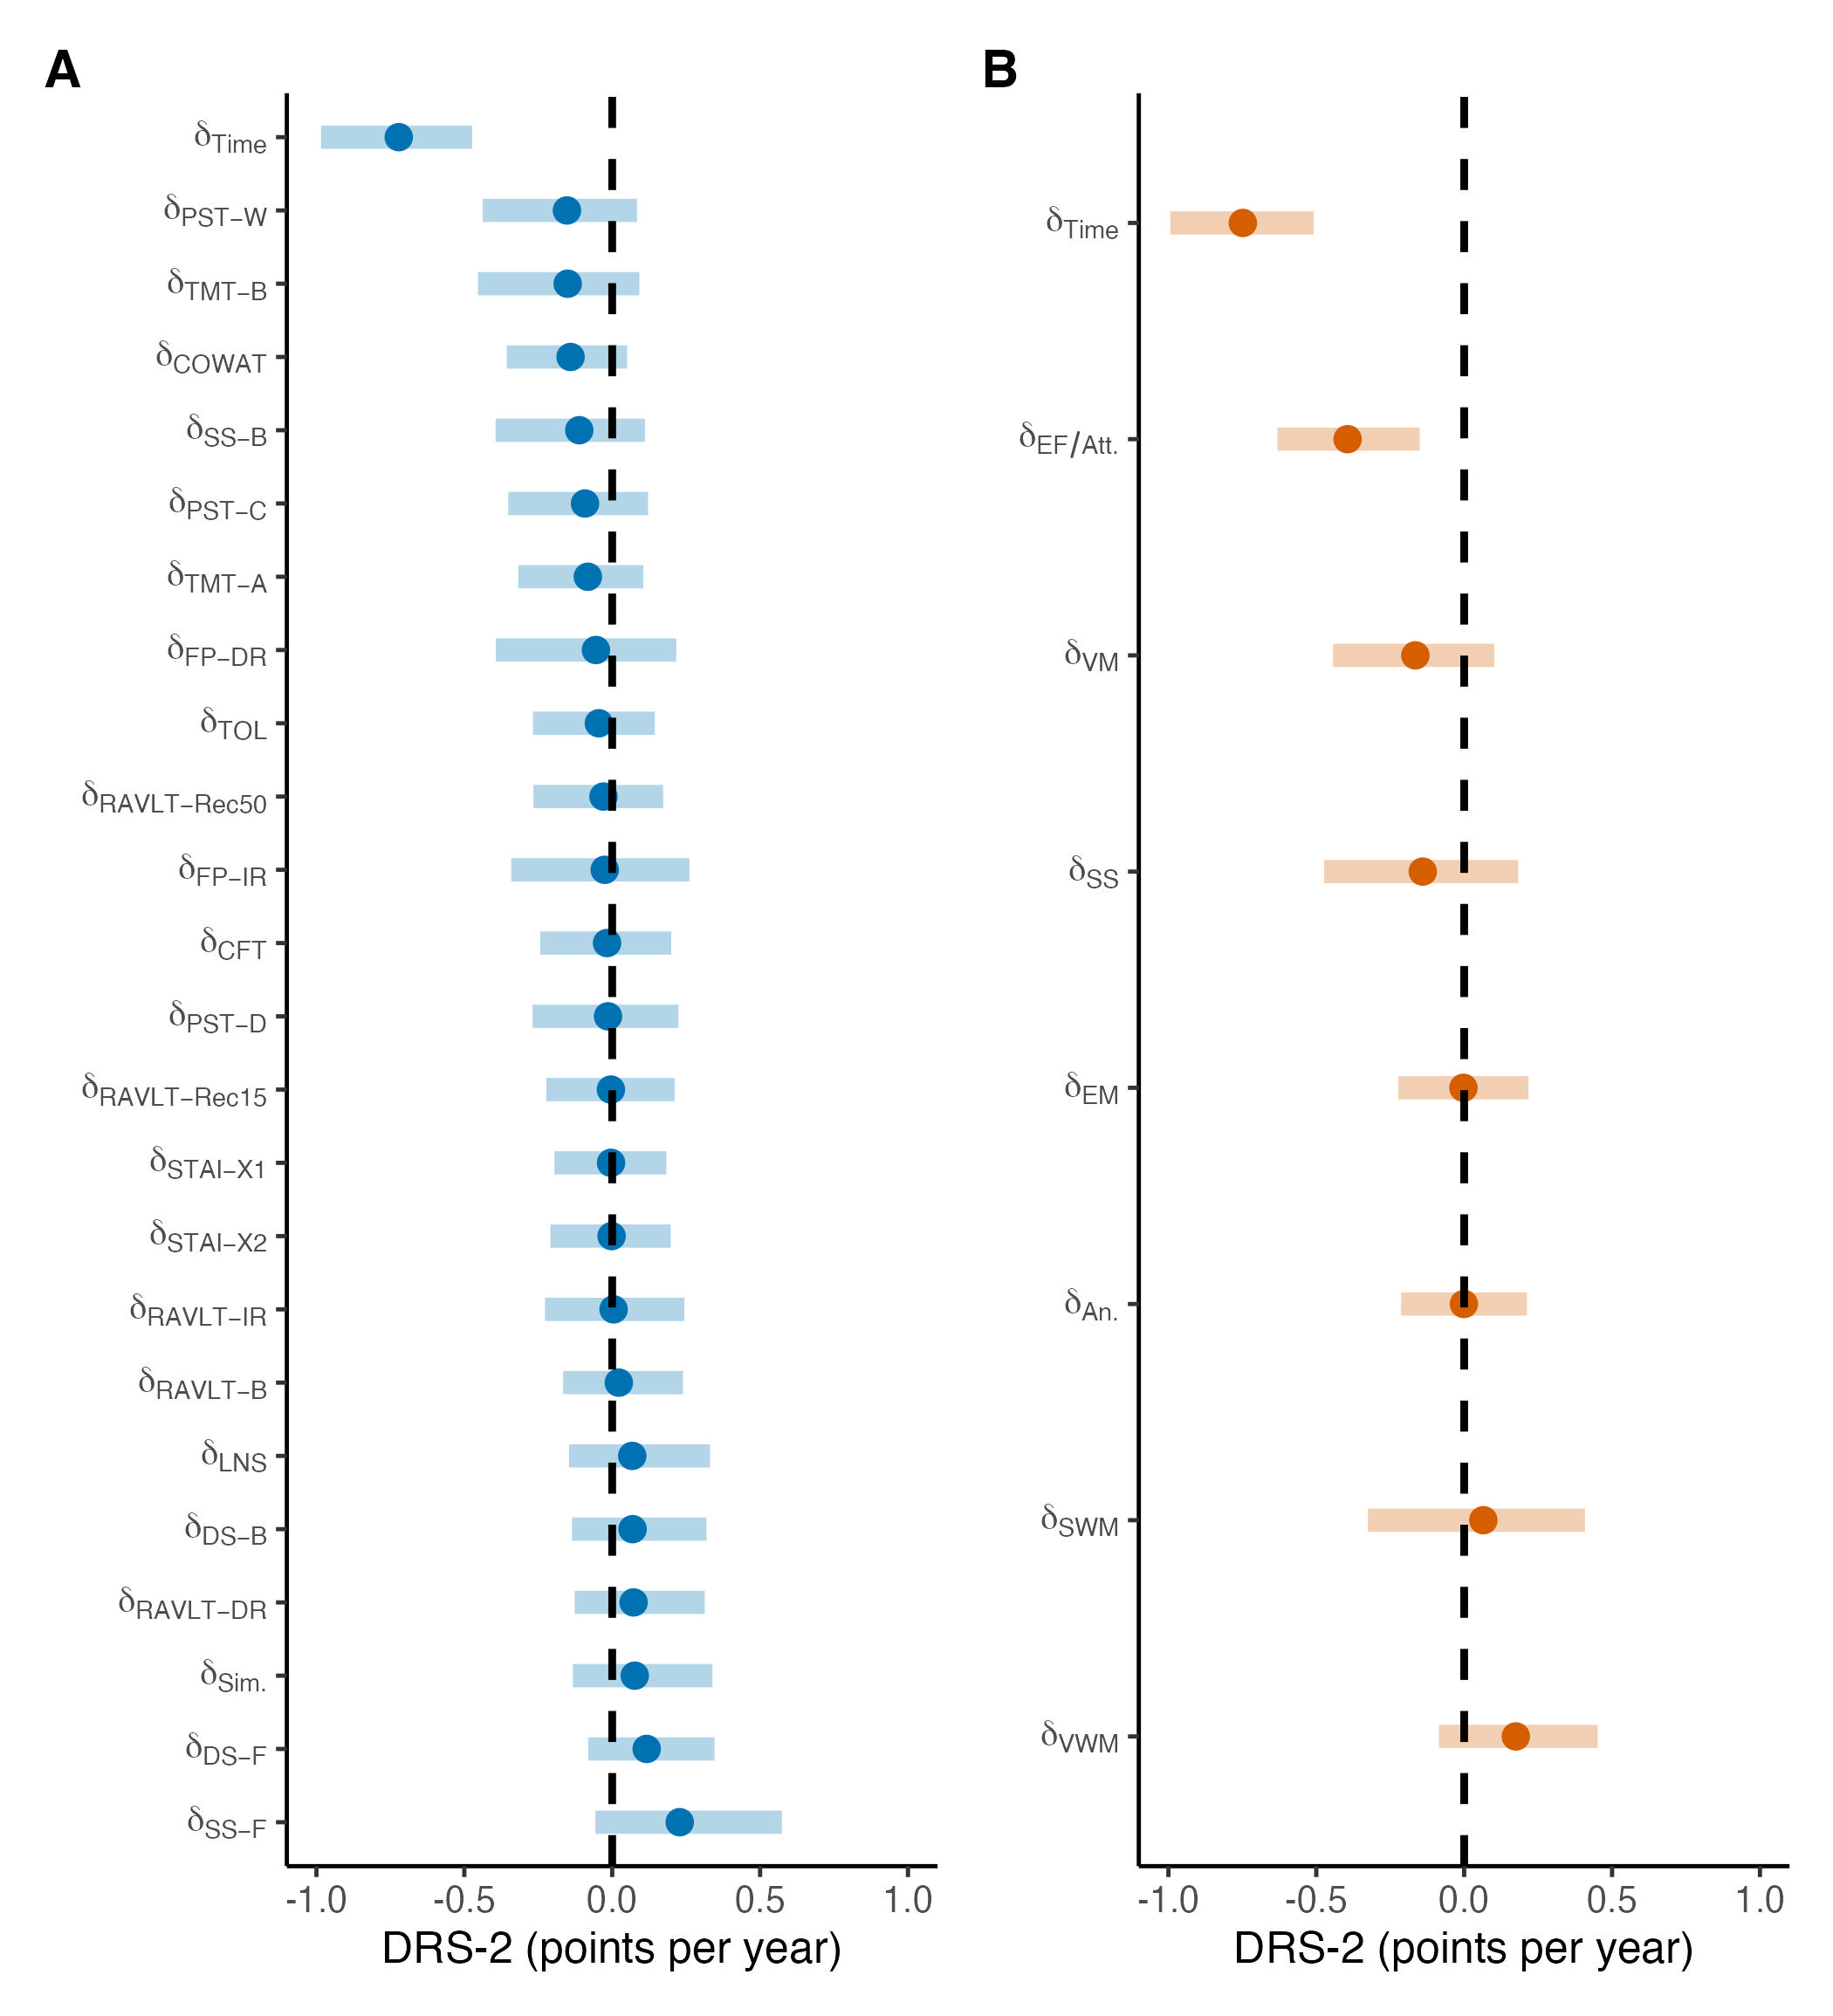 A
δTime
δPST−W
δTMT−B
δCOWAT
δSS−B
δPST−C
δTMT−A
δFP−DR
δTOL
δRAVLT−Rec50
δFP−IR
δCFT
δPST−D
δRAVLT−Rec15
δSTAI−X1
δSTAI−X2
δRAVLT−IR
δRAVLT−B
δLNS
δDS−B
δRAVLT−DR
δSim.
δDS−F
δSS−F
-1.0 -0.5 0.0 0.5 1.0
DRS-2 (points per year)
B
δTime
δEF/Att.
δVM
δSS
δEM
δAn.
δSWM
δVWM
-1.0 -0.5 0.0 0.5 1.0
DRS-2 (points per year)